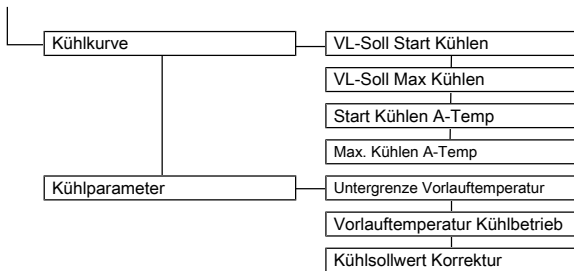 Kühlkurve
VL-Soll Start Kühlen
VL-Soll Max Kühlen
Start Kühlen A-Temp
Max. Kühlen A-Temp
Kühlparameter
Untergrenze Vorlauftemperatur
Vorlauftemperatur Kühlbetrieb
Kühlsollwert Korrektur